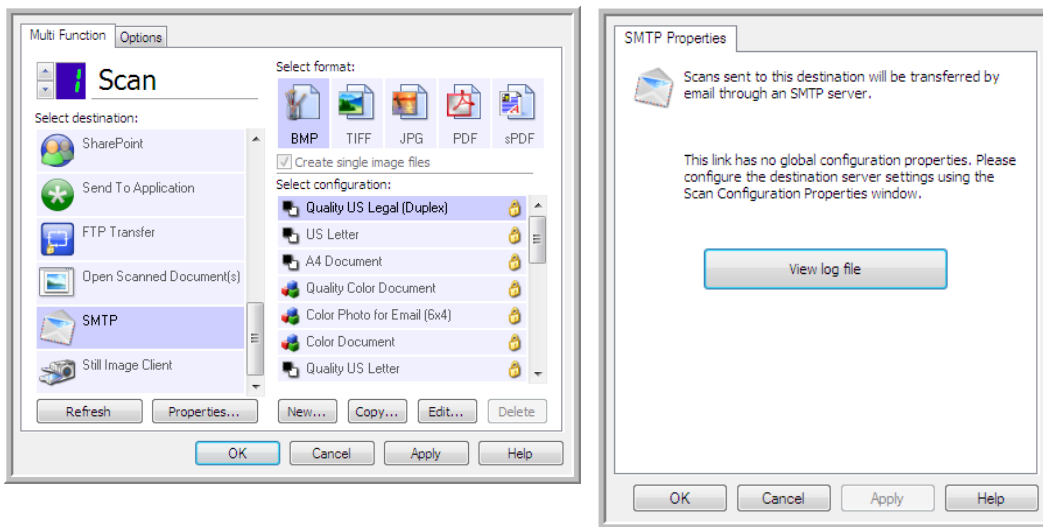 Multi Function
Options
1
Scan
Select destination:
SharePoint
Send To Application
FTP Transfer
Open Scanned Document(s)
SMTP
Still Image Client
Refresh
Properties...
Select format:
BMP
TIFF
JPG
PDF
sPDF
Create single image files
Select configuration:
Quality US Legal (Duplex)
US Letter
A4 Document
Quality Color Document
Color Photo for Email (6x4)
Color Document
Quality US Letter
New...
Copy...
Edit...
Delete
OK
Cancel
Apply
Help
SMTP Properties
Scans sent to this destination will be transferred by
email through an SMTP server.
This link has no global configuration properties. Please
configure the destination server settings using the
Scan Configuration Properties window.
View log file
OK
Cancel
Apply
Help